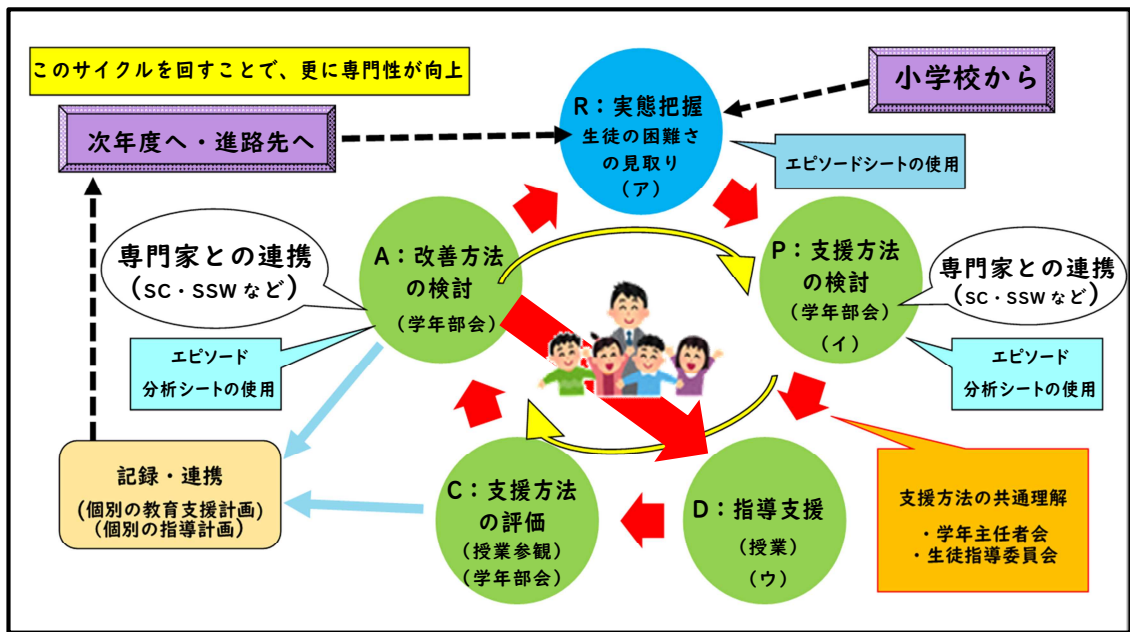 このサイクルを回すことで、更に専門性が向上
小学校から
次年度へ・進路先へ
R：実態把握
生徒の困難さ
の見取り
（ア）
エピソードシートの使用
A：改善方法
の検討
（学年部会）
専門家との連携
（SC・SSWなど）
エピソード
分析シートの使用
P：支援方法
の検討
（学年部会）
（イ）
専門家との連携
（SC・SSWなど）
エピソード
分析シートの使用
支援方法の共通理解
・学年主任者会
・生徒指導委員会
D：指導支援
（授業）
（ウ）
C：支援方法
の評価
（授業参観）
（学年部会）
記録・連携
(個別の教育支援計画)
(個別の指導計画)